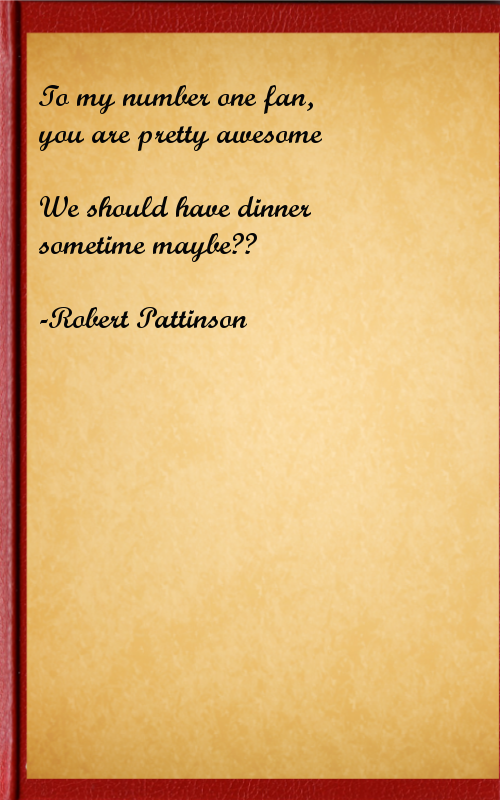 To my number one fan,
you are pretty awesome
We should have dinner
sometime maybe??
-Robert Pattinson